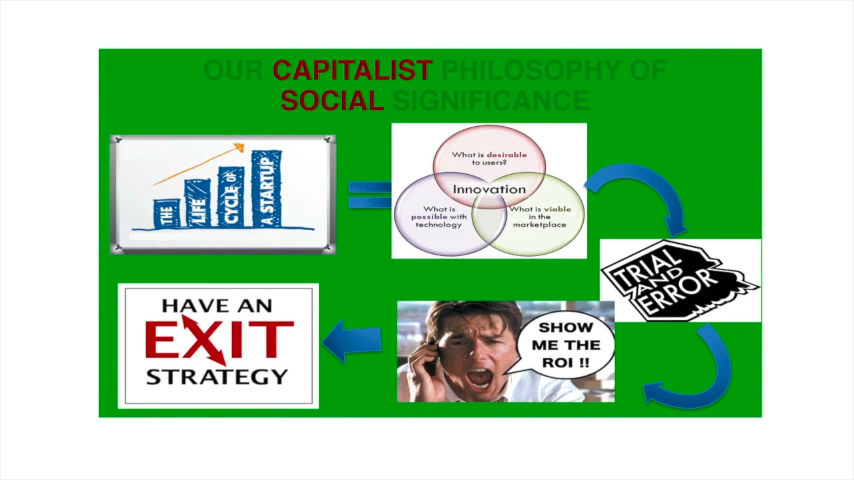 OUR CAPITALIST PHILOSOPHY OF
SOCIAL SIGNIFICANCE
THE
LIFE
CYCLE OF
A STARTUP
What is desirable
to users?
Innovation
What is
possible with
technology
What is viable
in the
marketplace
TRIAL
AND
ERROR
SHOW
ME THE
ROI !!
HAVE AN
EXIT
STRATEGY